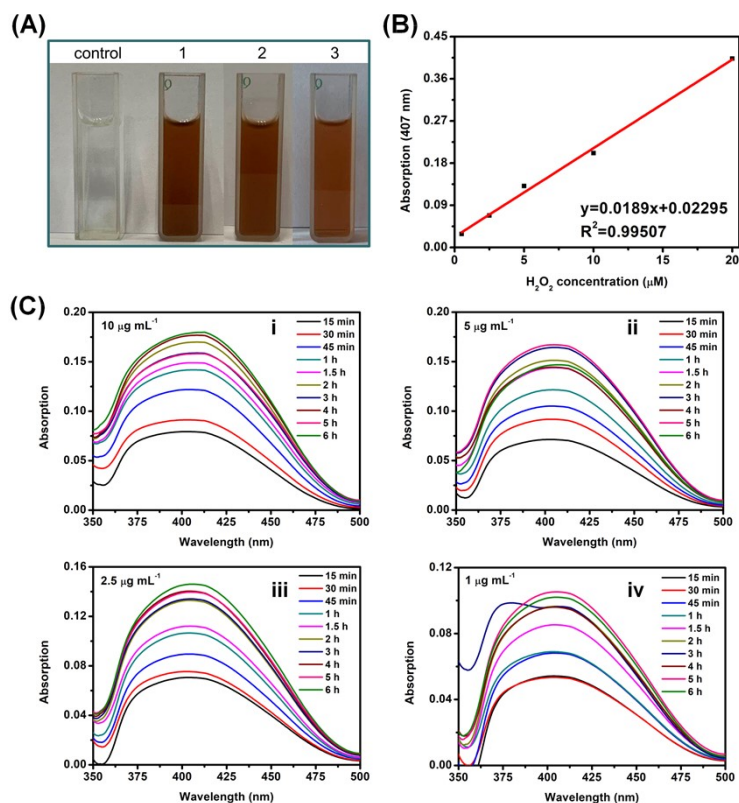 (A)
control 1 2 3
(B)
Absorption (407 nm)
0.45
0.36
0.27
0.18
0.09
0.00
y=0.0189x+0.02295
R²=0.99507
0 5 10 15 20
H₂O₂ concentration (μM)
(C)
10 μg mL⁻¹
i
Absorption
0.20
0.15
0.10
0.05
0.00
15 min
30 min
45 min
1 h
1.5 h
2 h
3 h
4 h
5 h
6 h
350 375 400 425 450 475 500
Wavelength (nm)
5 μg mL⁻¹
ii
Absorption
0.20
0.15
0.10
0.05
0.00
15 min
30 min
45 min
1 h
1.5 h
2 h
3 h
4 h
5 h
6 h
350 375 400 425 450 475 500
Wavelength (nm)
2.5 μg mL⁻¹
iii
Absorption
0.16
0.12
0.08
0.04
0.00
15 min
30 min
45 min
1 h
1.5 h
2 h
3 h
4 h
5 h
6 h
350 375 400 425 450 475 500
Wavelength (nm)
1 μg mL⁻¹
iv
Absorption
0.12
0.08
0.04
0.00
15 min
30 min
45 min
1 h
1.5 h
2 h
3 h
4 h
5 h
6 h
350 375 400 425 450 475 500
Wavelength (nm)